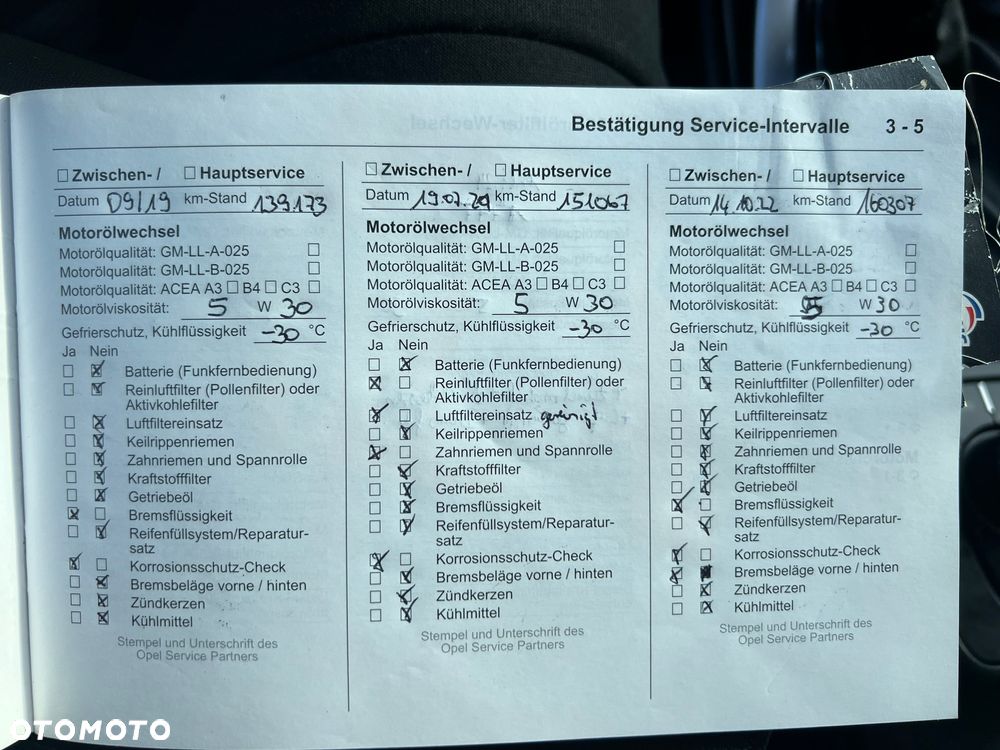 Bestätigung Service-Intervalle 3 - 5
Zwischen- / Hauptservice
Datum 09/19 km-Stand 139173
Motorölwechsel
Motorölqualität: GM-LL-A-025
Motorölqualität: GM-LL-B-025
Motorölqualität: ACEA A3 B4 C3
Motorölviskosität: 5 W 30
Gefrierschutz, Kühlflüssigkeit -30 °C
Ja Nein
Batterie (Funkfernbedienung)
Reinluftfilter (Pollenfilter) oder
Aktivkohlefilter
Luftfiltereinsatz
Keilrippenriemen
Zahnriemen und Spannrolle
Kraftstofffilter
Getriebeöl
Bremsflüssigkeit
Reifenfüllsystem/Reparatur-
satz
Korrosionsschutz-Check
Bremsbeläge vorne / hinten
Zündkerzen
Kühlmittel
Stempel und Unterschrift des
Opel Service Partners
Zwischen- / Hauptservice
Datum 19.07.21 km-Stand 151067
Motorölwechsel
Motorölqualität: GM-LL-A-025
Motorölqualität: GM-LL-B-025
Motorölqualität: ACEA A3 B4 C3
Motorölviskosität: 5 W 30
Gefrierschutz, Kühlflüssigkeit -30 °C
Ja Nein
Batterie (Funkfernbedienung)
Reinluftfilter (Pollenfilter) oder
Aktivkohlefilter
Luftfiltereinsatz gereinigt
Keilrippenriemen
Zahnriemen und Spannrolle
Kraftstofffilter
Getriebeöl
Bremsflüssigkeit
Reifenfüllsystem/Reparatur-
satz
Korrosionsschutz-Check
Bremsbeläge vorne / hinten
Zündkerzen
Kühlmittel
Stempel und Unterschrift des
Opel Service Partners
Zwischen- / Hauptservice
Datum 14.10.22 km-Stand 160307
Motorölwechsel
Motorölqualität: GM-LL-A-025
Motorölqualität: GM-LL-B-025
Motorölqualität: ACEA A3 B4 C3
Motorölviskosität: 5 W 30
Gefrierschutz, Kühlflüssigkeit -30 °C
Ja Nein
Batterie (Funkfernbedienung)
Reinluftfilter (Pollenfilter) oder
Aktivkohlefilter
Luftfiltereinsatz
Keilrippenriemen
Zahnriemen und Spannrolle
Kraftstofffilter
Getriebeöl
Bremsflüssigkeit
Reifenfüllsystem/Reparatur-
satz
Korrosionsschutz-Check
Bremsbeläge vorne / hinten
Zündkerzen
Kühlmittel
Stempel und Unterschrift des
Opel Service Partners
OTOMOTO